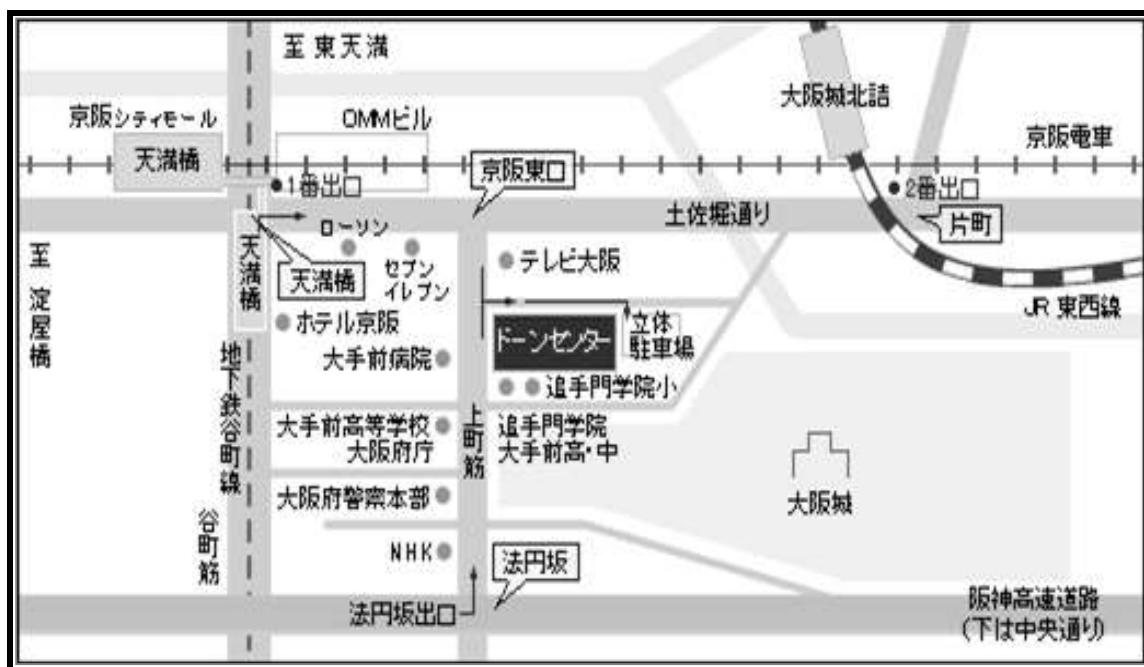 至 東天満
大阪城北詰
京阪シティモール
OMMビル
京阪電車
天満橋
京阪東口
1番出口
2番出口
土佐堀通り
片町
ローソン
至 淀屋橋
天満橋
天満橋
セブン
イレブン
テレビ大阪
JR 東西線
ホテル京阪
ドーンセンター
立体
駐車場
大手前病院
追手門学院小
地下鉄谷町線
上町筋
大手前高等学校
大阪府庁
追手門学院
大手前高・中
大阪府警察本部
大阪城
谷町筋
NHK
法円坂
法円坂出口
阪神高速道路
(下は中央通り)